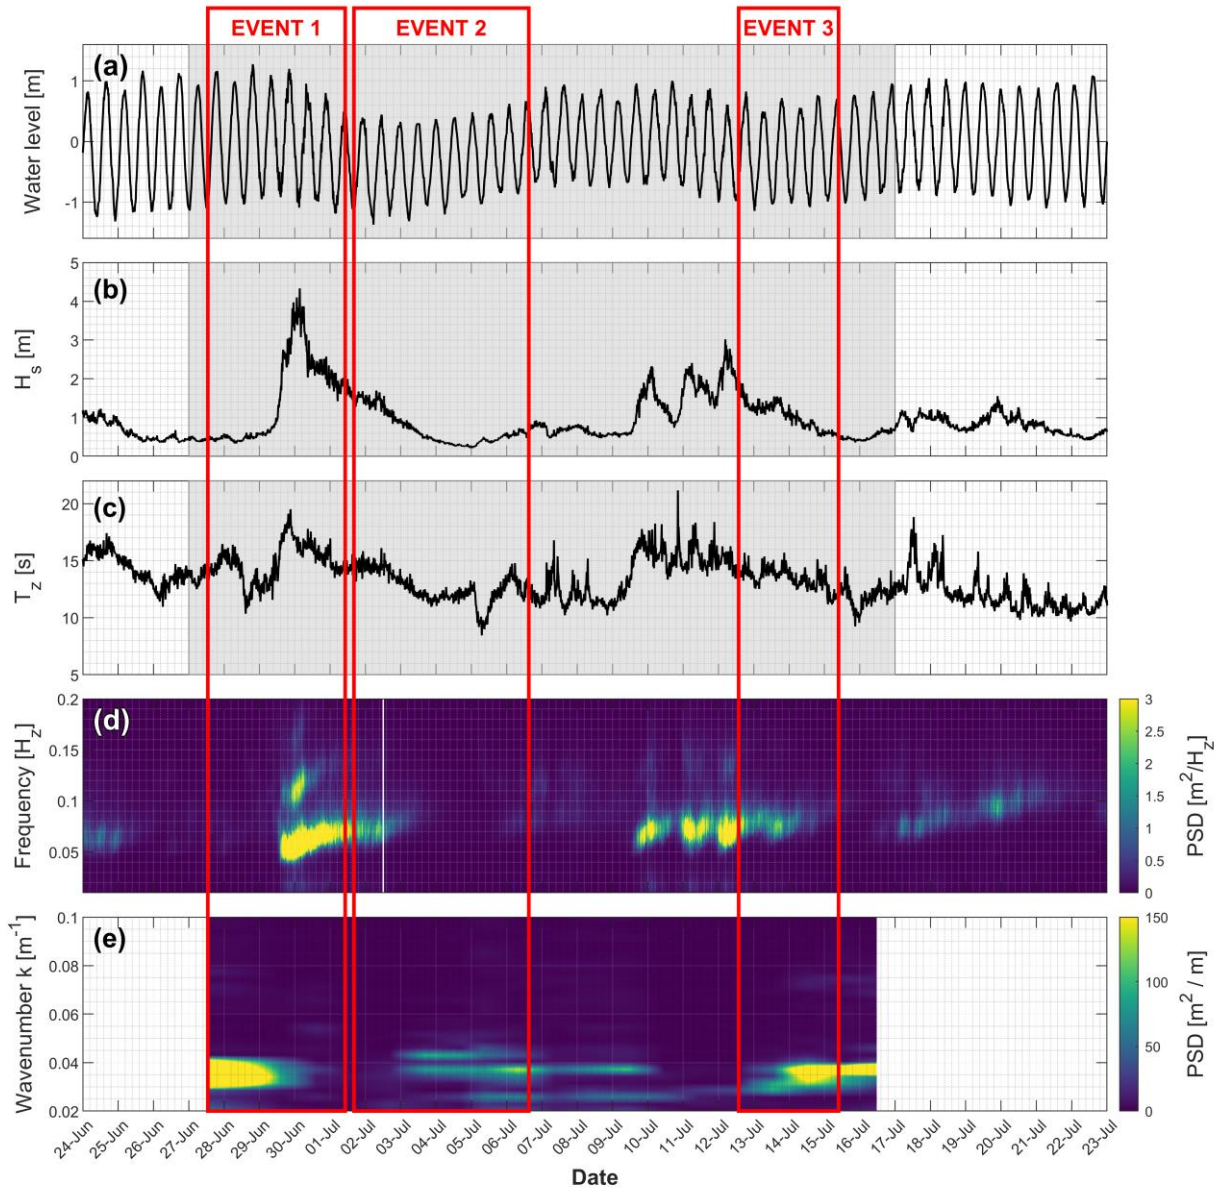 EVENT 1 EVENT 2 EVENT 3
(a)
Water level [m]
1
0
-1
(b)
H_s [m]
5
4
3
2
1
0
(c)
T_z [s]
20
15
10
5
(d)
Frequency [H_z]
0.2
0.15
0.1
0.05
3
2.5
2
1.5
1
0.5
0
PSD [m²/H_z]
(e)
Wavenumber k [m⁻¹]
0.1
0.08
0.06
0.04
0.02
150
100
50
0
PSD [m² / m]
24-Jun 25-Jun 26-Jun 27-Jun 28-Jun 29-Jun 30-Jun 01-Jul 02-Jul 03-Jul 04-Jul 05-Jul 06-Jul 07-Jul 08-Jul 09-Jul 10-Jul 11-Jul 12-Jul 13-Jul 14-Jul 15-Jul 16-Jul 17-Jul 18-Jul 19-Jul 20-Jul 21-Jul 22-Jul 23-Jul
Date